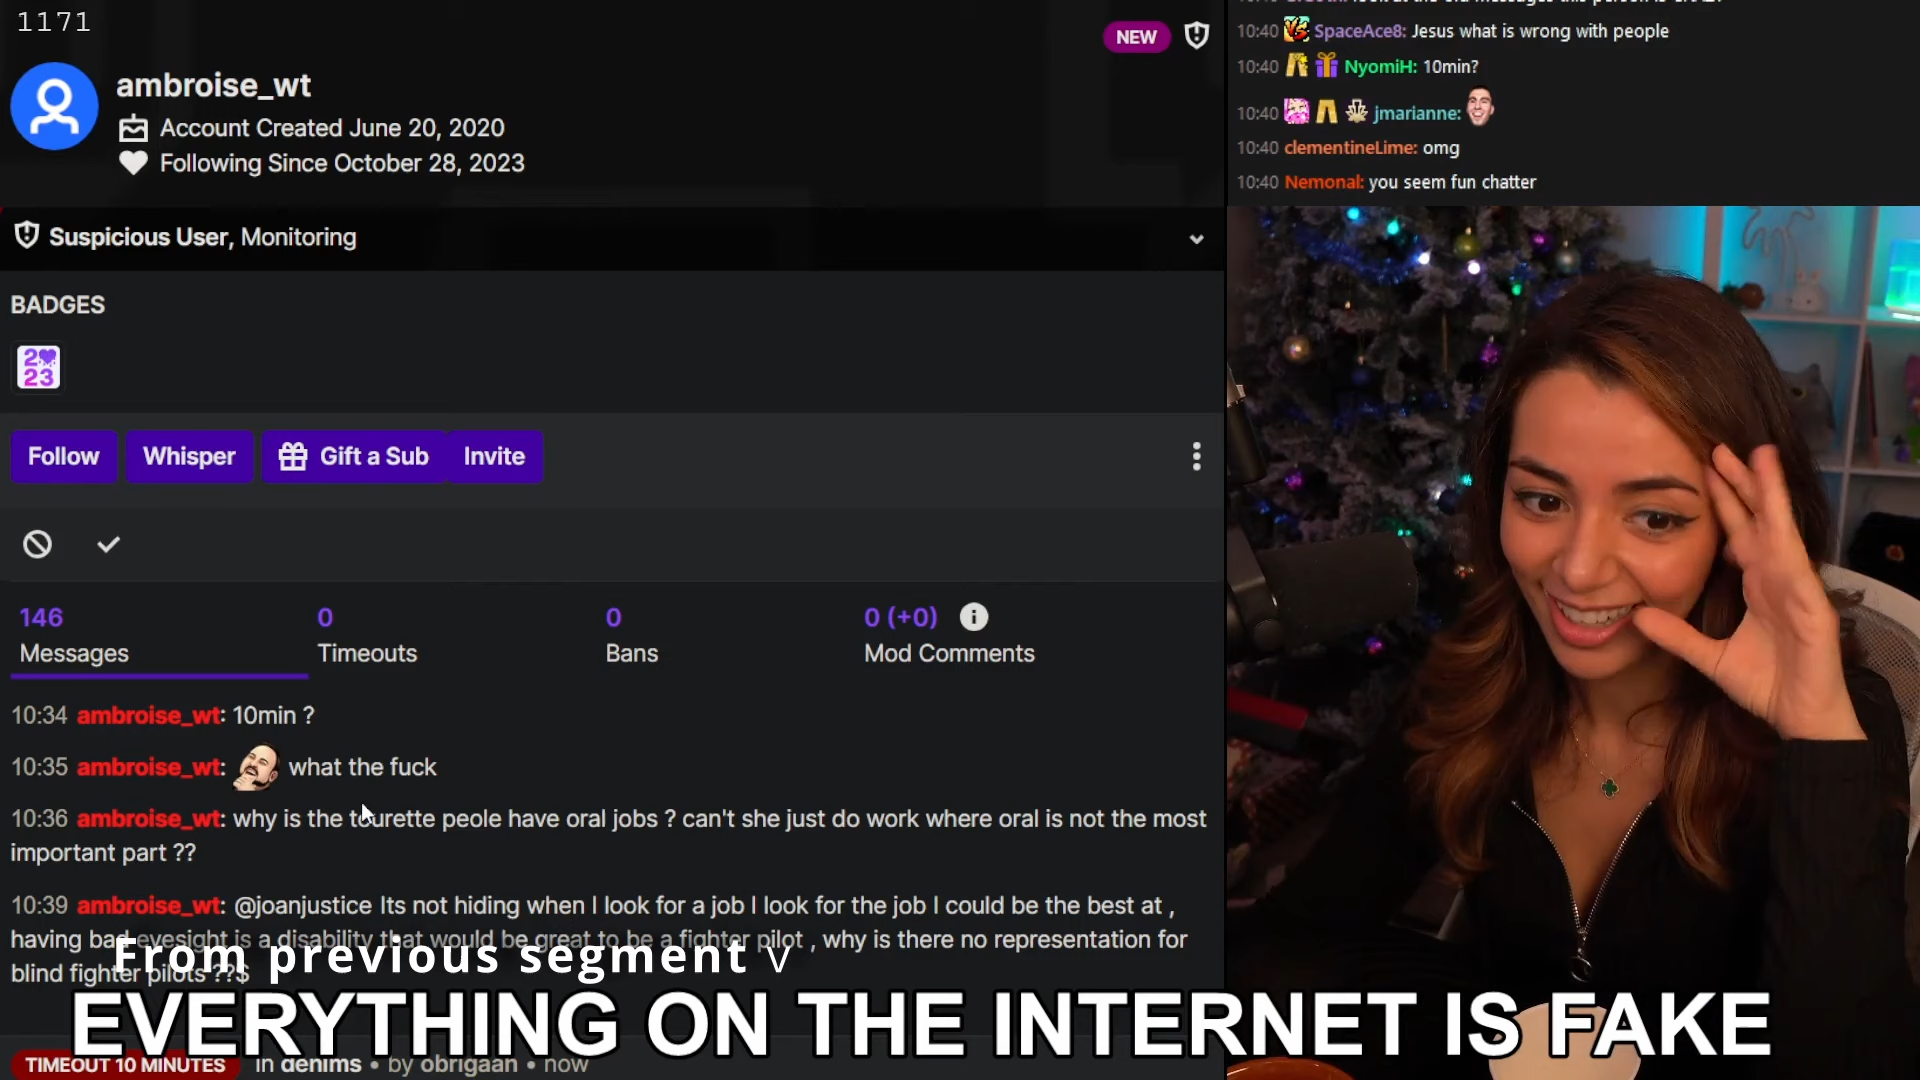 1171
NEW
ambroise_wt
Account Created June 20, 2020
Following Since October 28, 2023
Suspicious User, Monitoring
BADGES
2
23
Follow Whisper Gift a Sub Invite
146 0 0 0 (+0)
Messages Timeouts Bans Mod Comments
10:34 ambroise_wt: 10min ?
10:35 ambroise_wt: what the fuck
10:36 ambroise_wt: why is the tourette peole have oral jobs ? can't she just do work where oral is not the most
important part ??
10:39 ambroise_wt: @joanjustice Its not hiding when I look for a job I look for the job I could be the best at ,
having bad eyesight is a disability that would be great to be a fighter pilot , why is there no representation for
blind fighter pilots ??$
From previous segment v
EVERYTHING ON THE INTERNET IS FAKE
TIMEOUT 10 MINUTES in denims • by obrigaan • now
10:40 SpaceAce8: Jesus what is wrong with people
10:40 NyomiH: 10min?
10:40 jmarianne:
10:40 clementineLime: omg
10:40 Nemonal: you seem fun chatter